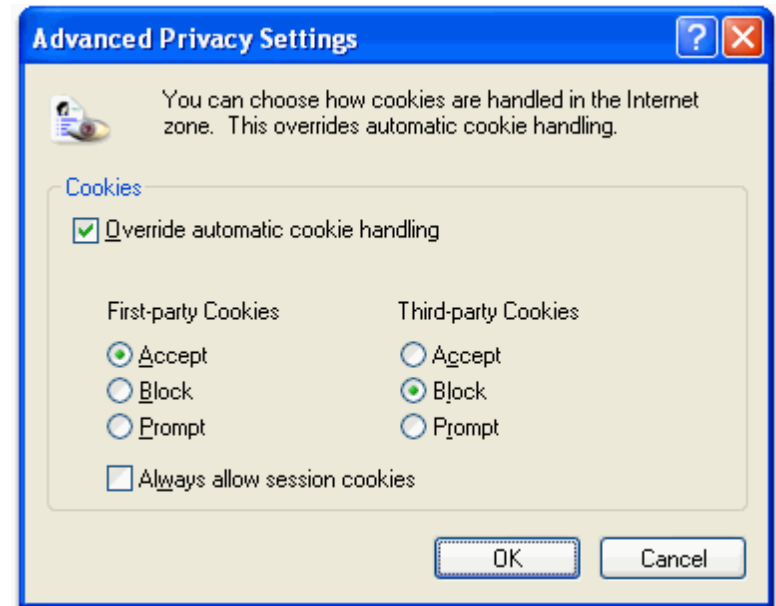 Advanced Privacy Settings
You can choose how cookies are handled in the Internet
zone.  This overrides automatic cookie handling.
Cookies
Override automatic cookie handling
First-party Cookies
Third-party Cookies
Accept
Accept
Block
Block
Prompt
Prompt
Always allow session cookies
OK
Cancel